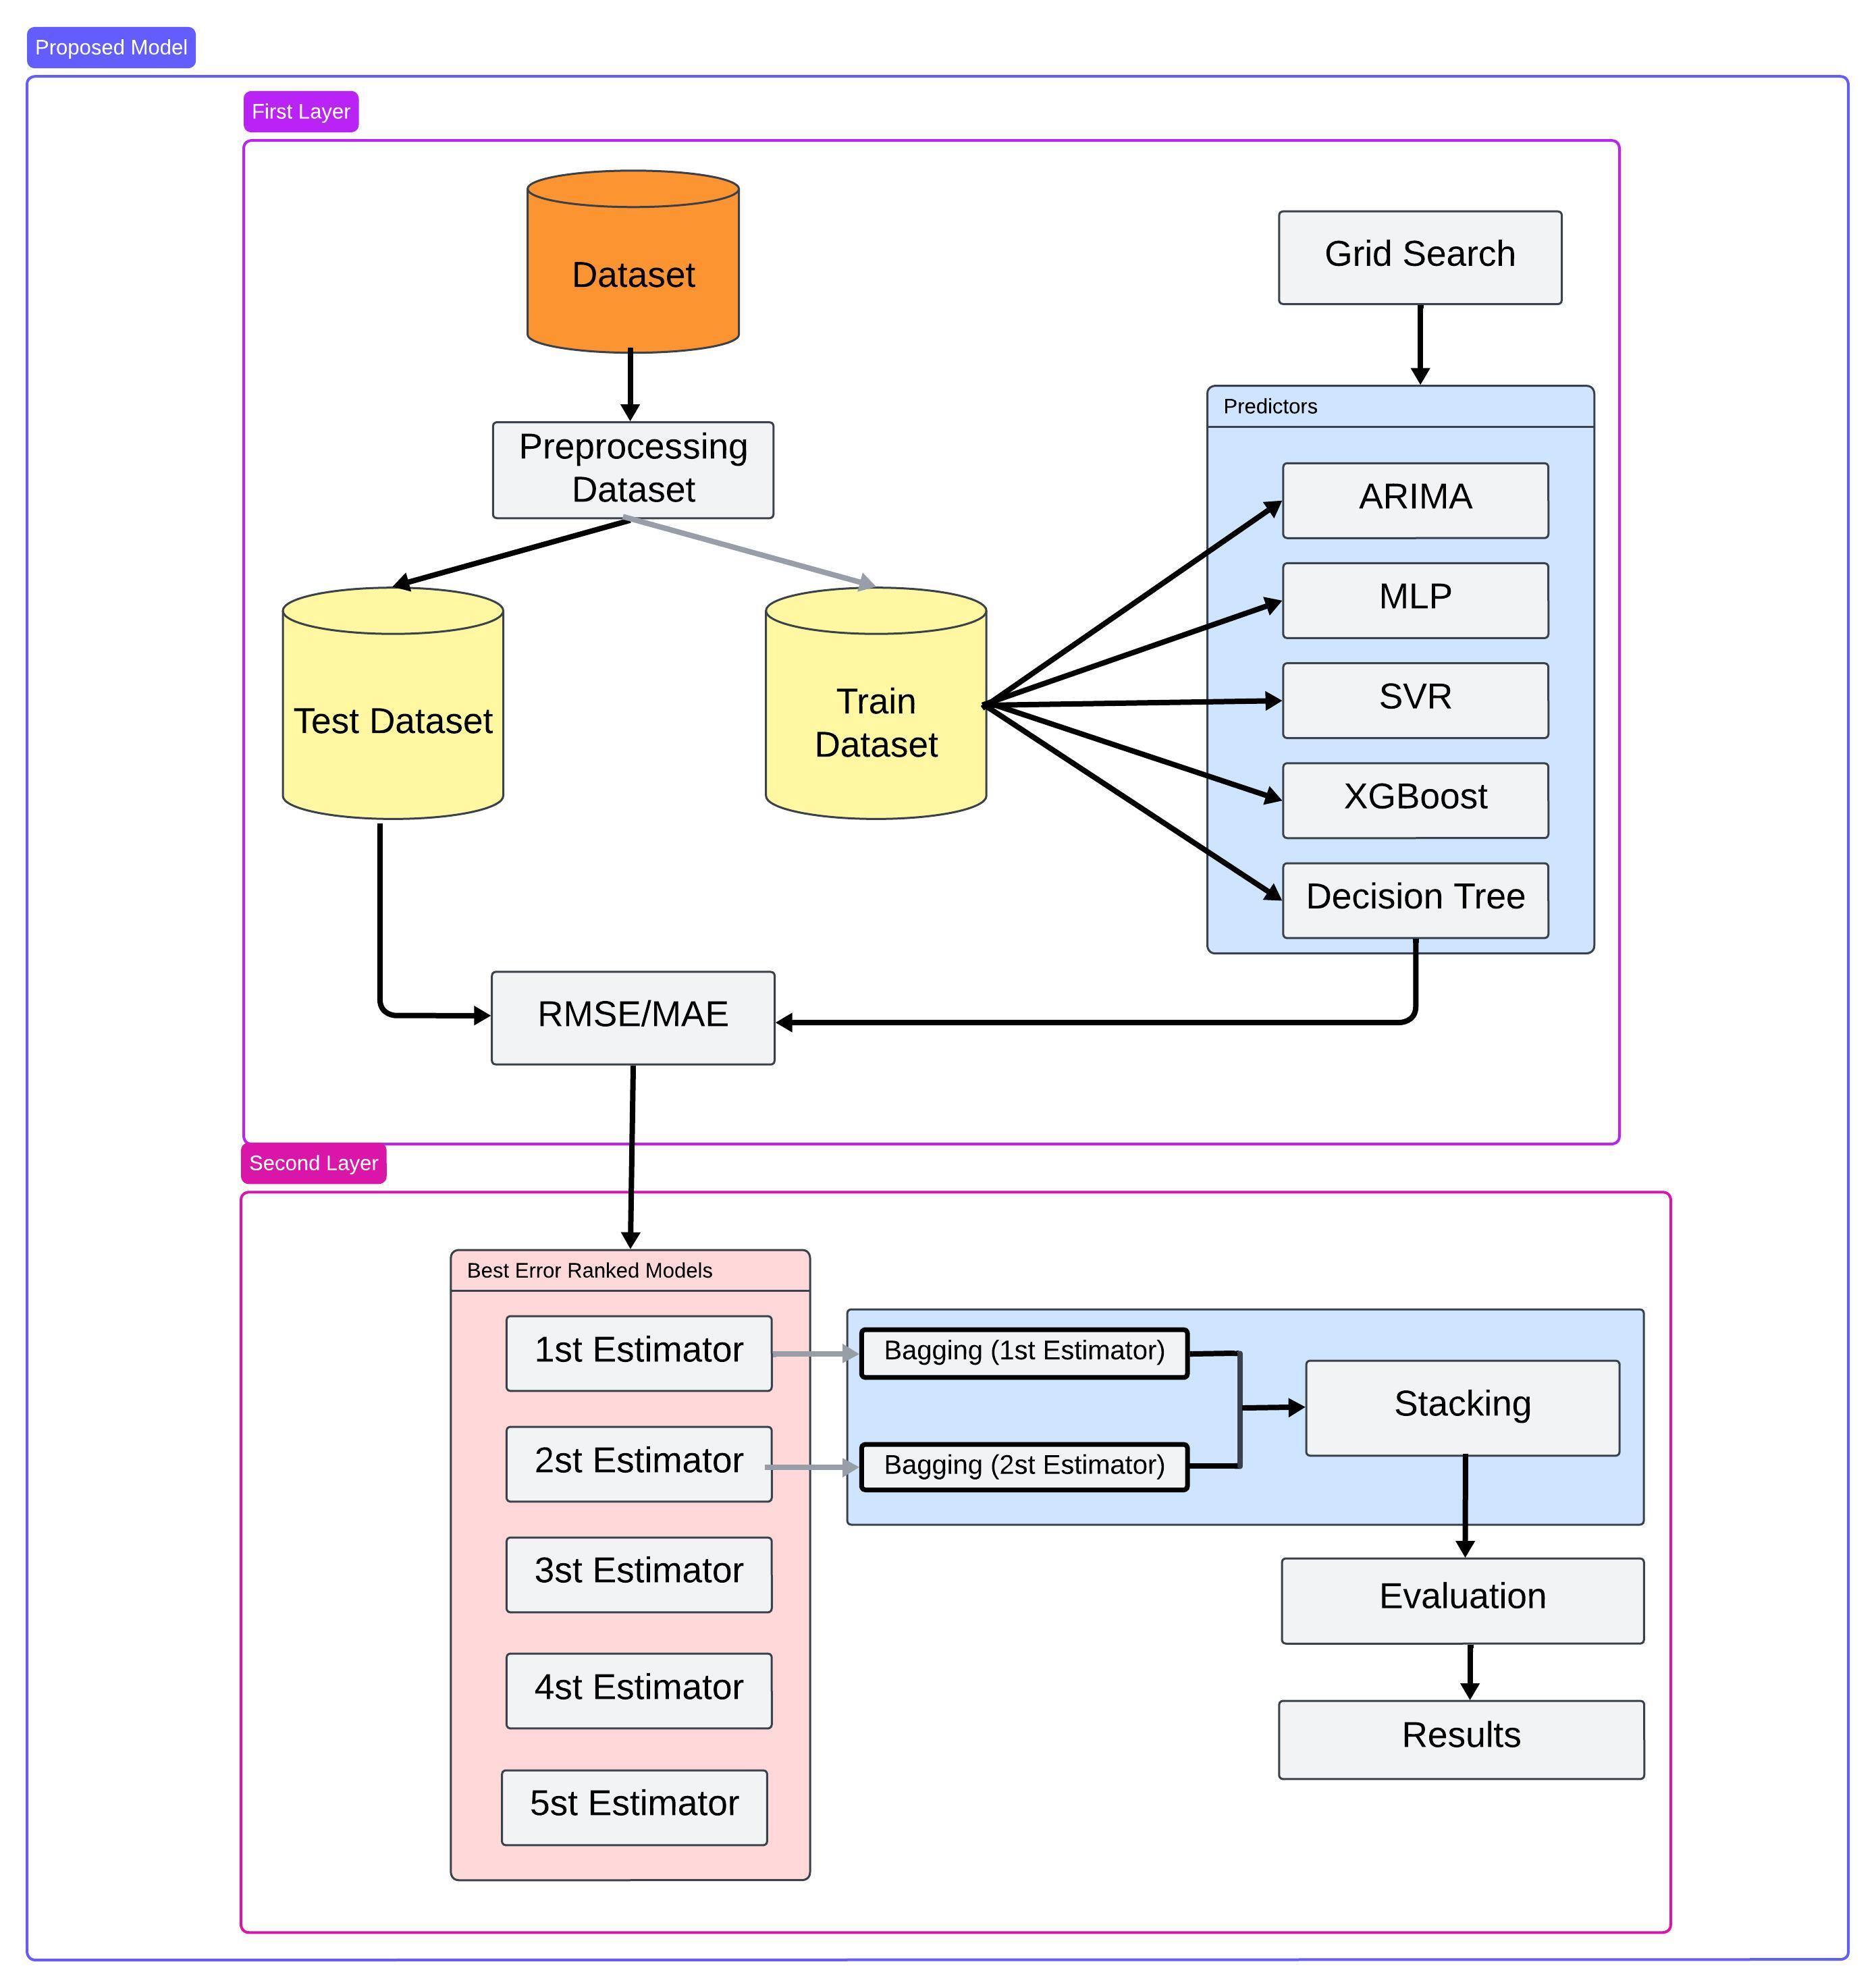 Proposed Model
First Layer
Dataset
Grid Search
Preprocessing
Dataset
Predictors
ARIMA
MLP
SVR
XGBoost
Decision Tree
Test Dataset
Train
Dataset
RMSE/MAE
Second Layer
Best Error Ranked Models
1st Estimator
2st Estimator
3st Estimator
4st Estimator
5st Estimator
Bagging (1st Estimator)
Bagging (2st Estimator)
Stacking
Evaluation
Results